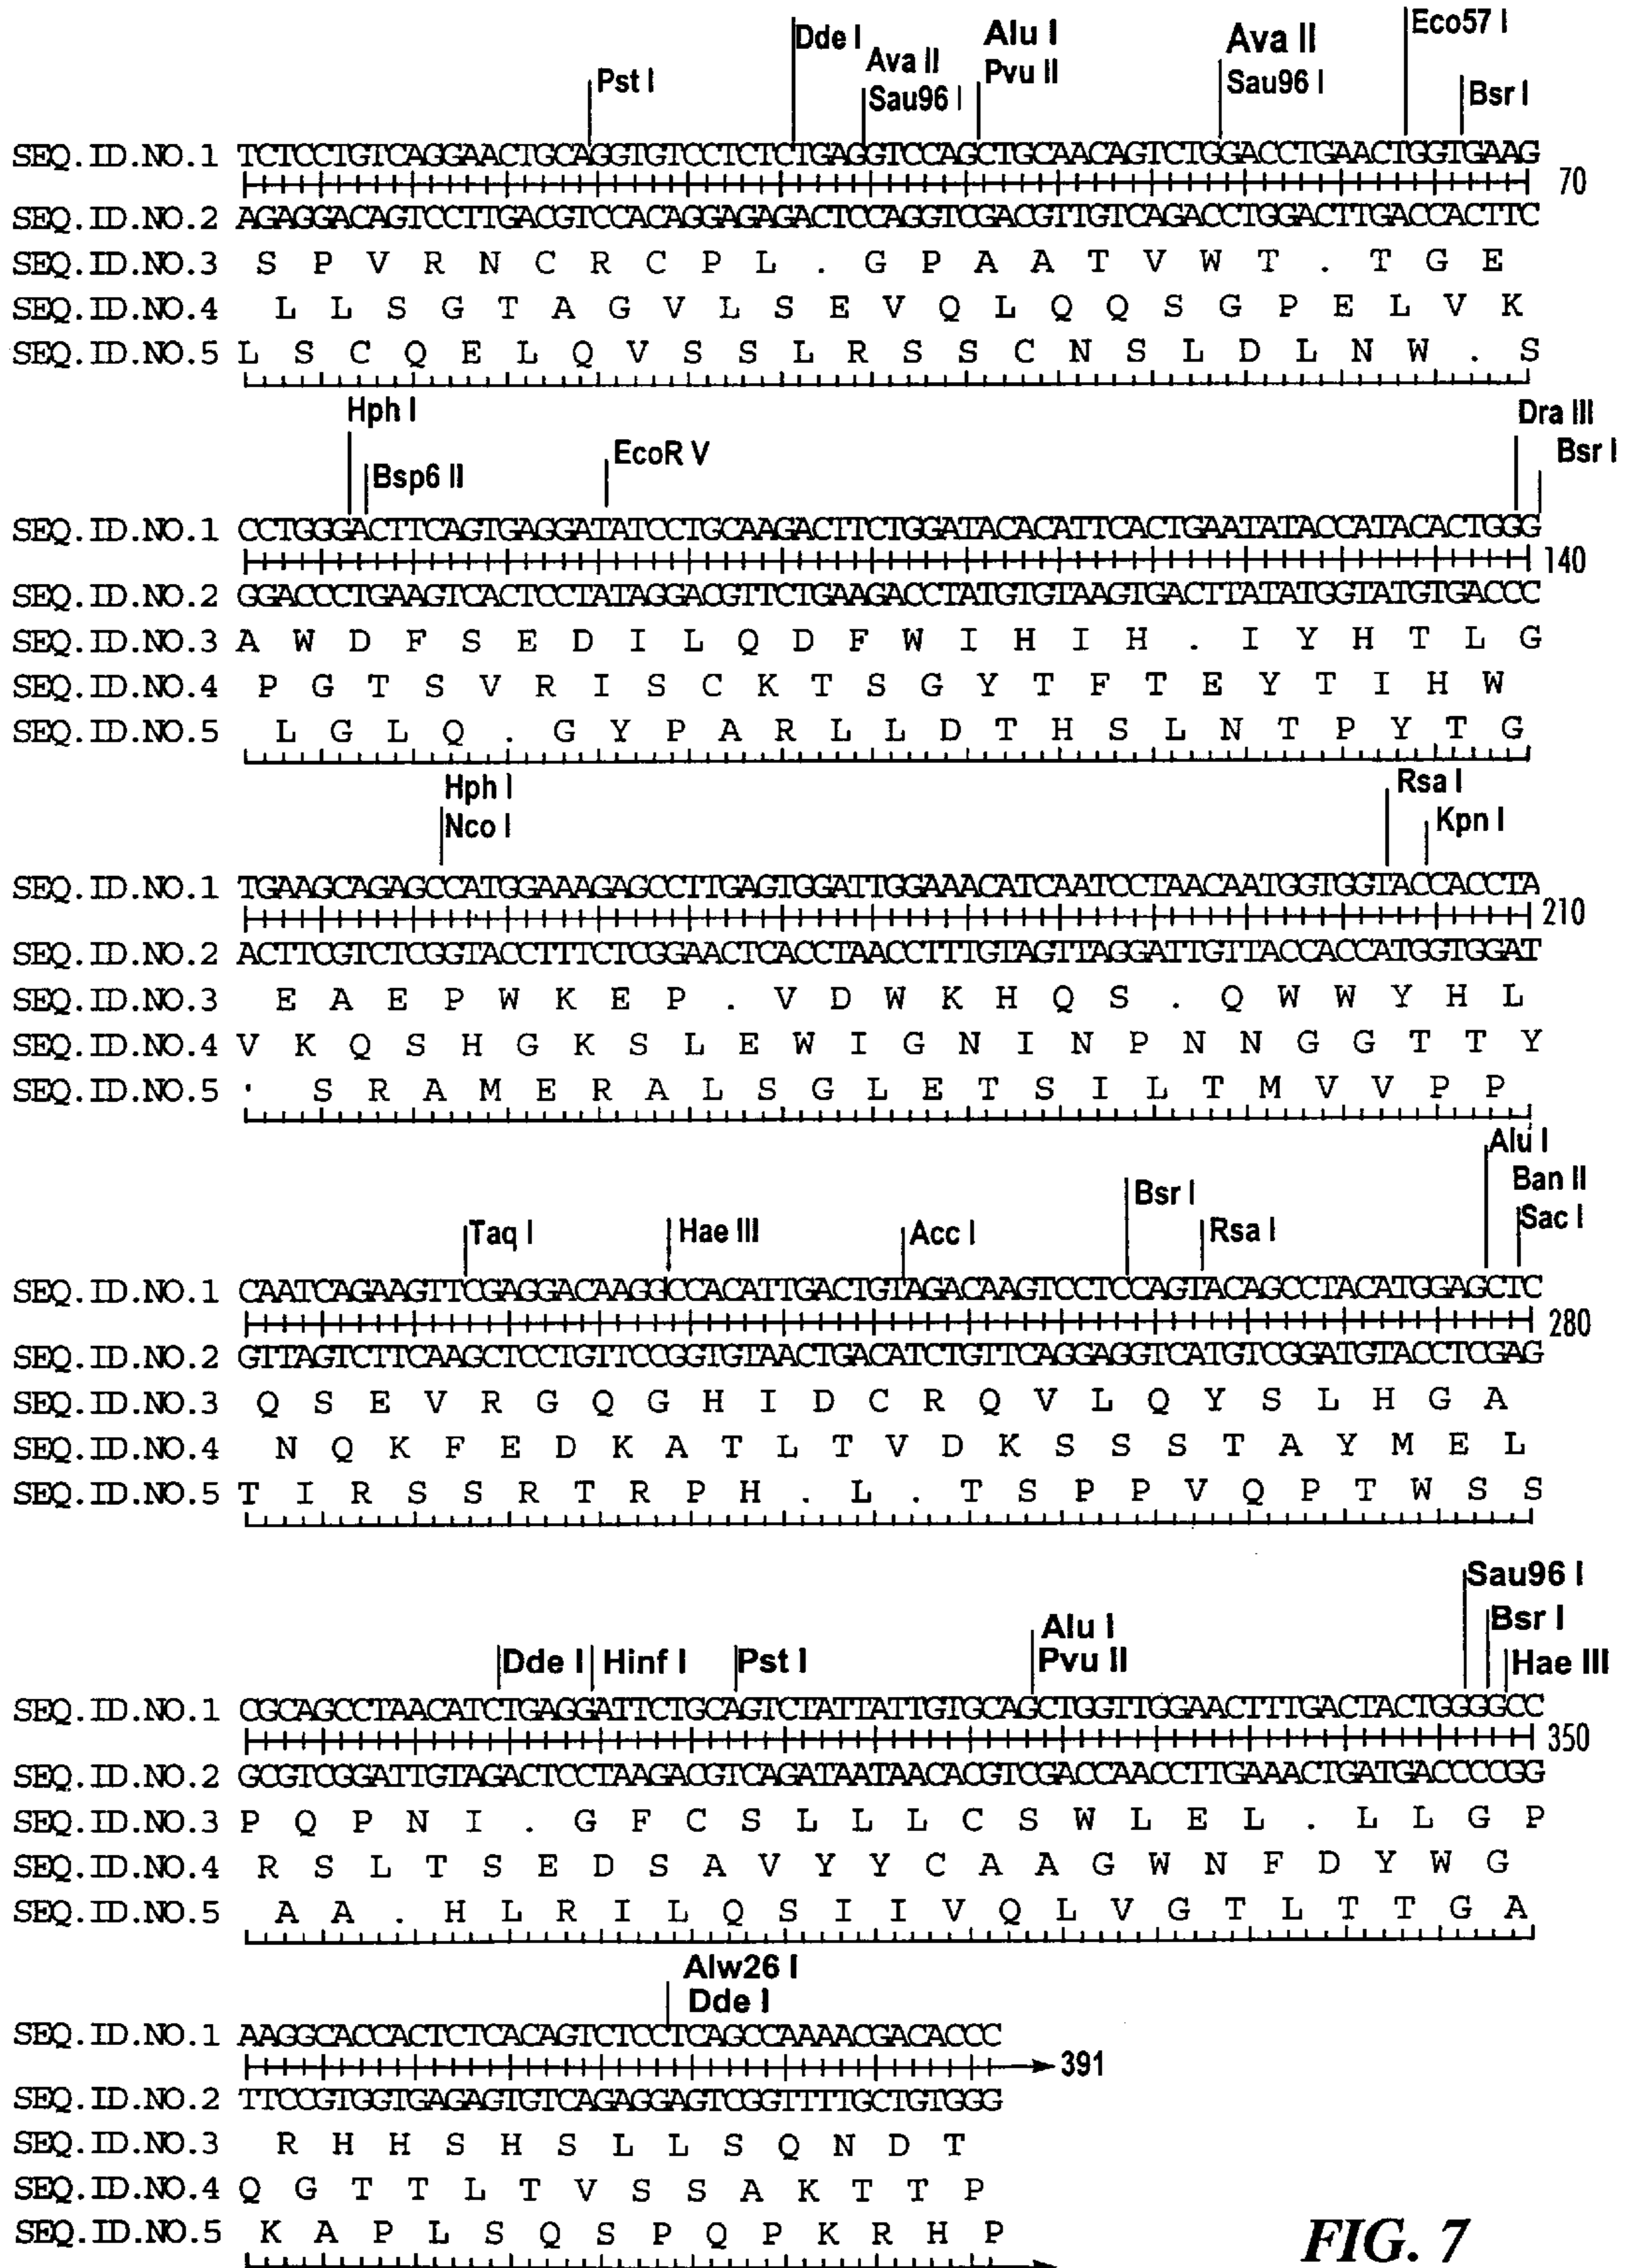 Dde I Alu I Ava II Eco57 I
Pst I Ava II Pvu II Sau96 I Bsr I
Sau96 I
SEQ.ID.NO.1 TCTCCTGTCAGGAACTGCAGGTGTCCTCTCTGAGGTCCAGCTGCAACAGTCTGGACCTGAACTGGTGAAG
70
SEQ.ID.NO.2 AGAGGACAGTCCTTGACGTCCACAGGAGAGACTCCAGGTCGACGTTGTCAGACCTGGACTTGACCACTTC
SEQ.ID.NO.3 S P V R N C R C P L . G P A A T V W T . T G E
SEQ.ID.NO.4 L L S G T A G V L S E V Q L Q Q S G P E L V K
SEQ.ID.NO.5 L S C Q E L Q V S S L R S S C N S L D L N W . S
Hph I Dra III
Bsp6 II EcoR V Bsr I
SEQ.ID.NO.1 CCTGGGACTTCAGTGAGGATATCCTGCAAGACTTCTGGATACACATTCACTGAATATACCATACACTGGG
140
SEQ.ID.NO.2 GGACCCTGAAGTCACTCCTATAGGACGTTCTGAAGACCTATGTGTAAGTGACTTATATGGTATGTGACCC
SEQ.ID.NO.3 A W D F S E D I L Q D F W I H I H . I Y H T L G
SEQ.ID.NO.4 P G T S V R I S C K T S G Y T F T E Y T I H W
SEQ.ID.NO.5 L G L Q . G Y P A R L L D T H S L N T P Y T G
Hph I Rsa I
Nco I Kpn I
SEQ.ID.NO.1 TGAAGCAGAGCCATGGAAAGAGCCTTGAGTGGATTGGAAACATCAATCCTAACAATGGTGGTACCACCTA
210
SEQ.ID.NO.2 ACTTCGTCTCGGTACCTTTCTCGGAACTCACCTAACCTTTGTAGTTAGGATTGTTACCACCATGGTGGAT
SEQ.ID.NO.3 E A E P W K E P . V D W K H Q S . Q W W Y H L
SEQ.ID.NO.4 V K Q S H G K S L E W I G N I N P N N G G T T Y
SEQ.ID.NO.5 . S R A M E R A L S G L E T S I L T M V V P P
Alu I
Bsr I Ban II
Taq I Hae III Acc I Rsa I Sac I
SEQ.ID.NO.1 CAATCAGAAGTTCGAGGACAAGGCCACATTGACTGTAGACAAGTCCTCCAGTACAGCCTACATGGAGCTC
280
SEQ.ID.NO.2 GTTAGTCTTCAAGCTCCTGTTCCGGTGTAACTGACATCTGTTCAGGAGGTCATGTCGGATGTACCTCGAG
SEQ.ID.NO.3 Q S E V R G Q G H I D C R Q V L Q Y S L H G A
SEQ.ID.NO.4 N Q K F E D K A T L T V D K S S S T A Y M E L
SEQ.ID.NO.5 T I R S S R T R P H . L . T S P P V Q P T W S S
Sau96 I
Alu I Bsr I
Dde I Hinf I Pst I Pvu II Hae III
SEQ.ID.NO.1 CGCAGCCTAACATCTGAGGATTCTGCAGTCTATTATTGTGCAGCTGGTTGGAACTTTGACTACTGGGGCC
350
SEQ.ID.NO.2 GCGTCGGATTGTAGACTCCTAAGACGTCAGATAATAACACGTCGACCAACCTTGAAACTGATGACCCCGG
SEQ.ID.NO.3 P Q P N I . G F C S L L L C S W L E L . L L G P
SEQ.ID.NO.4 R S L T S E D S A V Y Y C A A G W N F D Y W G
SEQ.ID.NO.5 A A . H L R I L Q S I I V Q L V G T L T T G A
Alw26 I
Dde I
SEQ.ID.NO.1 AAGGCACCACTCTCACAGTCTCCTCAGCCAAAACGACACCC
391
SEQ.ID.NO.2 TTCCGTGGTGAGAGTGTCAGAGGAGTCGGTTTTGCTGTGGG
SEQ.ID.NO.3 R H H S H S L L S Q N D T
SEQ.ID.NO.4 Q G T T L T V S S A K T T P
SEQ.ID.NO.5 K A P L S Q S P Q P K R H P
FIG. 7